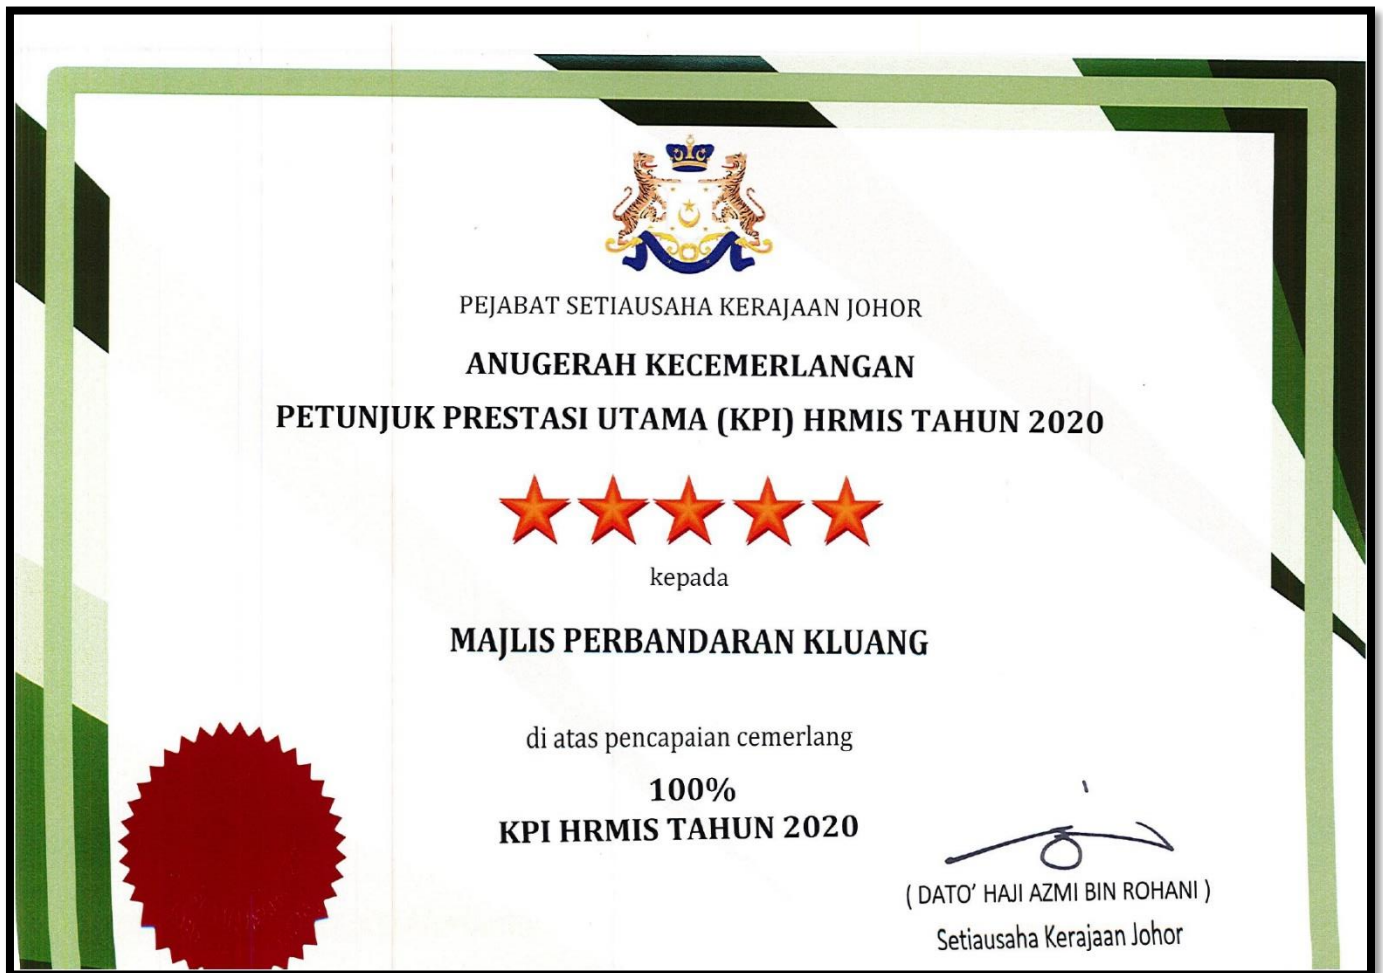 PEJABAT SETIAUSAHA KERAJAAN JOHOR
ANUGERAH KECEMERLANGAN
PETUNJUK PRESTASI UTAMA (KPI) HRMIS TAHUN 2020
kepada
MAJLIS PERBANDARAN KLUANG
di atas pencapaian cemerlang
100%
KPI HRMIS TAHUN 2020
( DATO' HAJI AZMI BIN ROHANI )
Setiausaha Kerajaan Johor